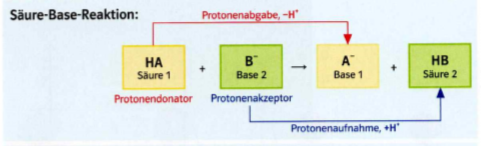 Säure-Base-Reaktion:
Protonenabgabe, –H⁺
HA + B⁻ → A⁻ + HB
Säure 1 Base 2 Base 1 Säure 2
Protonendonator Protonenakzeptor
Protonenaufnahme, +H⁺